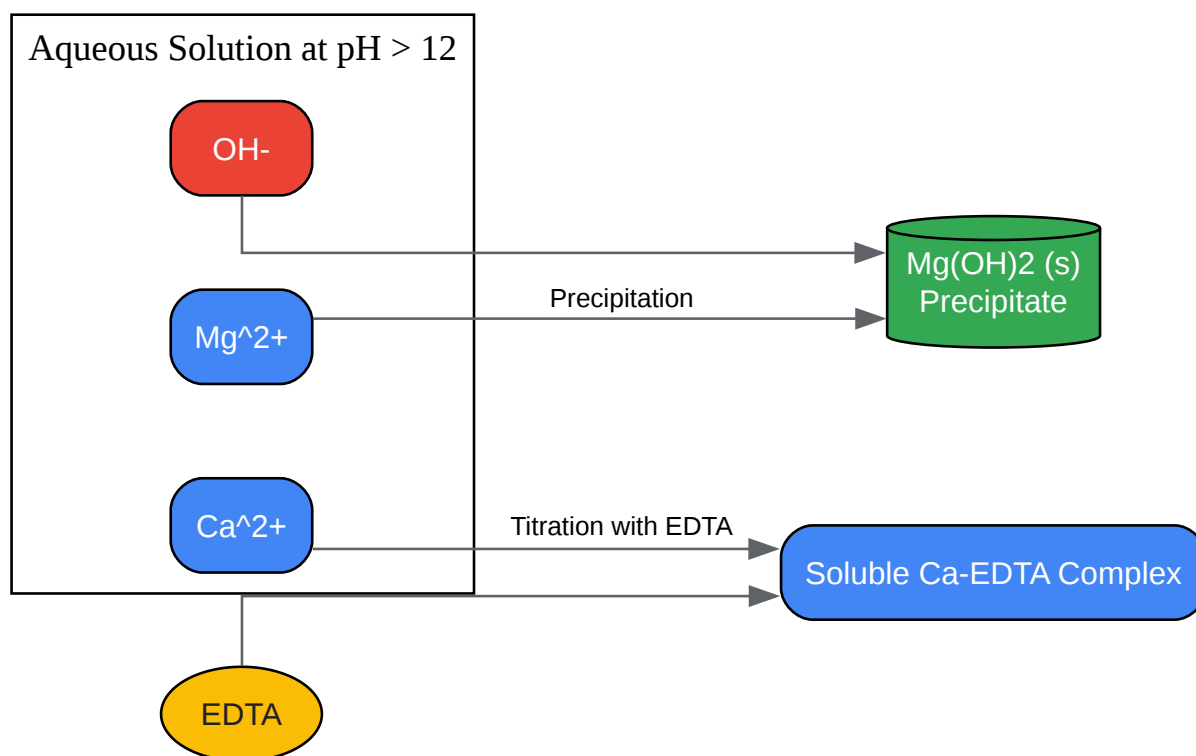 Aqueous Solution at pH > 12
OH-
Mg(OH)2 (s)
Precipitate
Precipitation
Mg^2+
Ca^2+
Titration with EDTA
Soluble Ca-EDTA Complex
EDTA